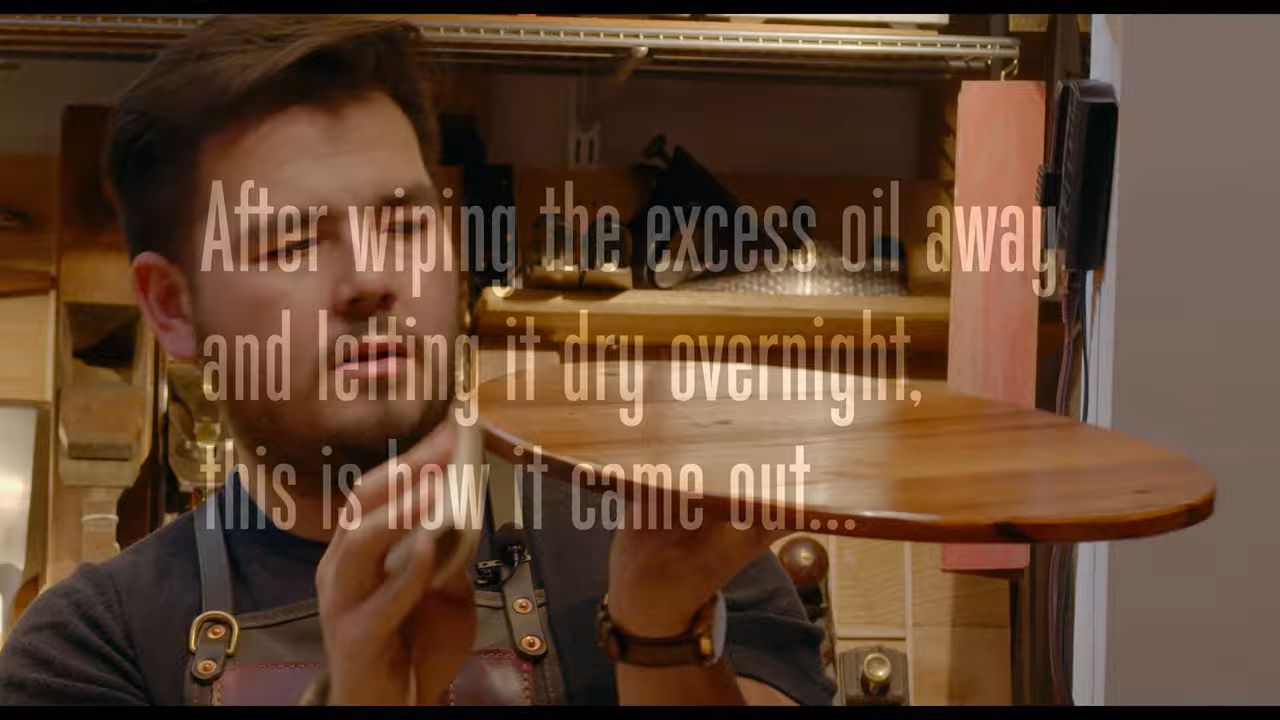 After wiping the excess oil away,
and letting it dry overnight,
this is how it came out...